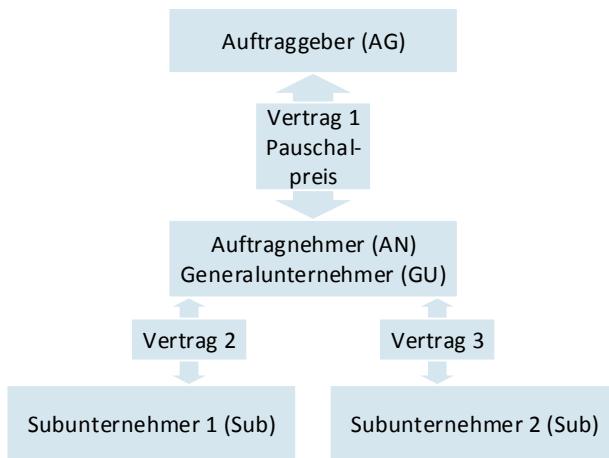 Auftraggeber (AG)
Vertrag 1
Pauschal-
preis
Auftragnehmer (AN)
Generalunternehmer (GU)
Vertrag 2
Vertrag 3
Subunternehmer 1 (Sub)
Subunternehmer 2 (Sub)